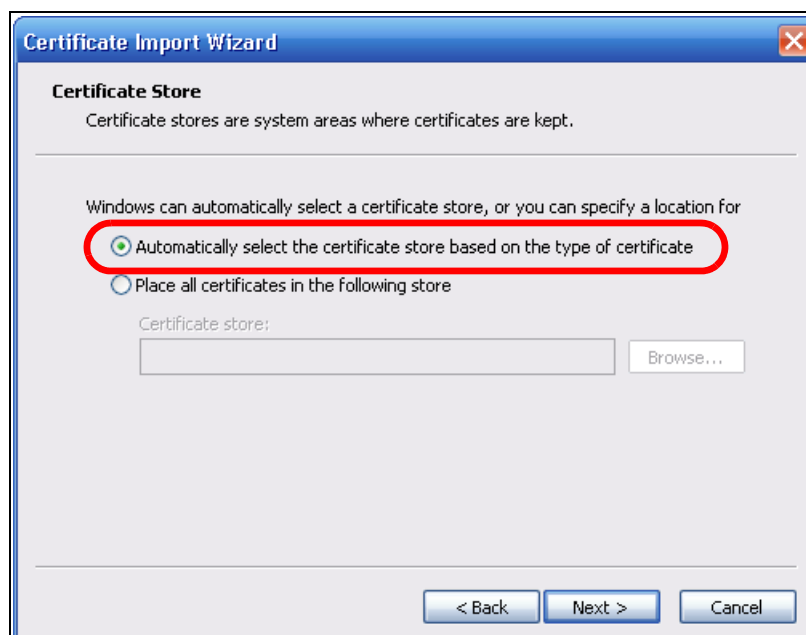 Certificate Import Wizard
Certificate Store
Certificate stores are system areas where certificates are kept.
Windows can automatically select a certificate store, or you can specify a location for
Automatically select the certificate store based on the type of certificate
Place all certificates in the following store
Certificate store:
Browse...
< Back
Next >
Cancel